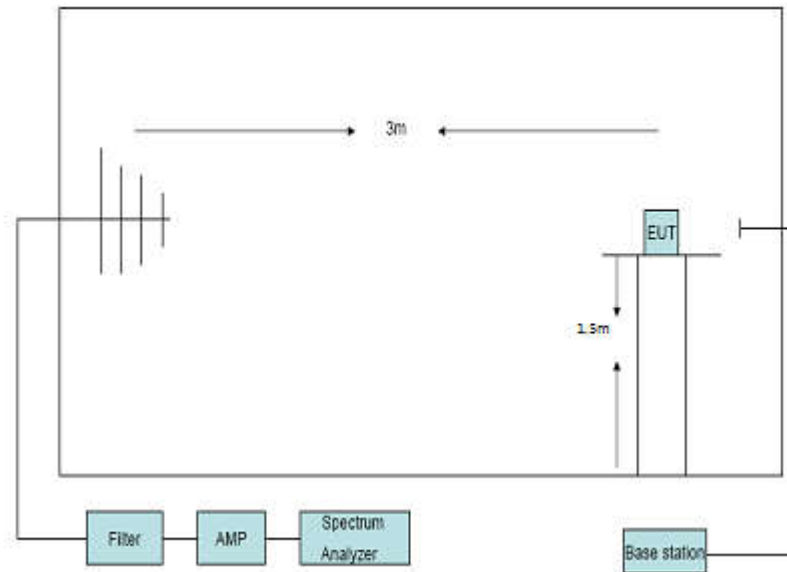 3m
EUT
1.5m
Filter
AMP
Spectrum
Analyzer
Base station